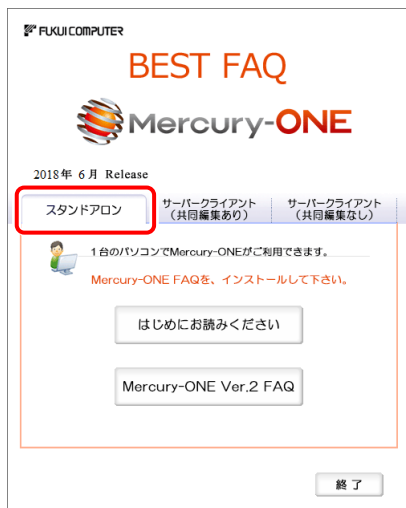 FUKUI COMPUTER
BEST FAQ
Mercury-ONE
2018年 6月 Release
スタンドアロン
サーバークライアント
（共同編集あり）
サーバークライアント
（共同編集なし）
1台のパソコンでMercury-ONEがご利用できます。
Mercury-ONE FAQを、インストールして下さい。
はじめにお読みください
Mercury-ONE Ver.2 FAQ
終了